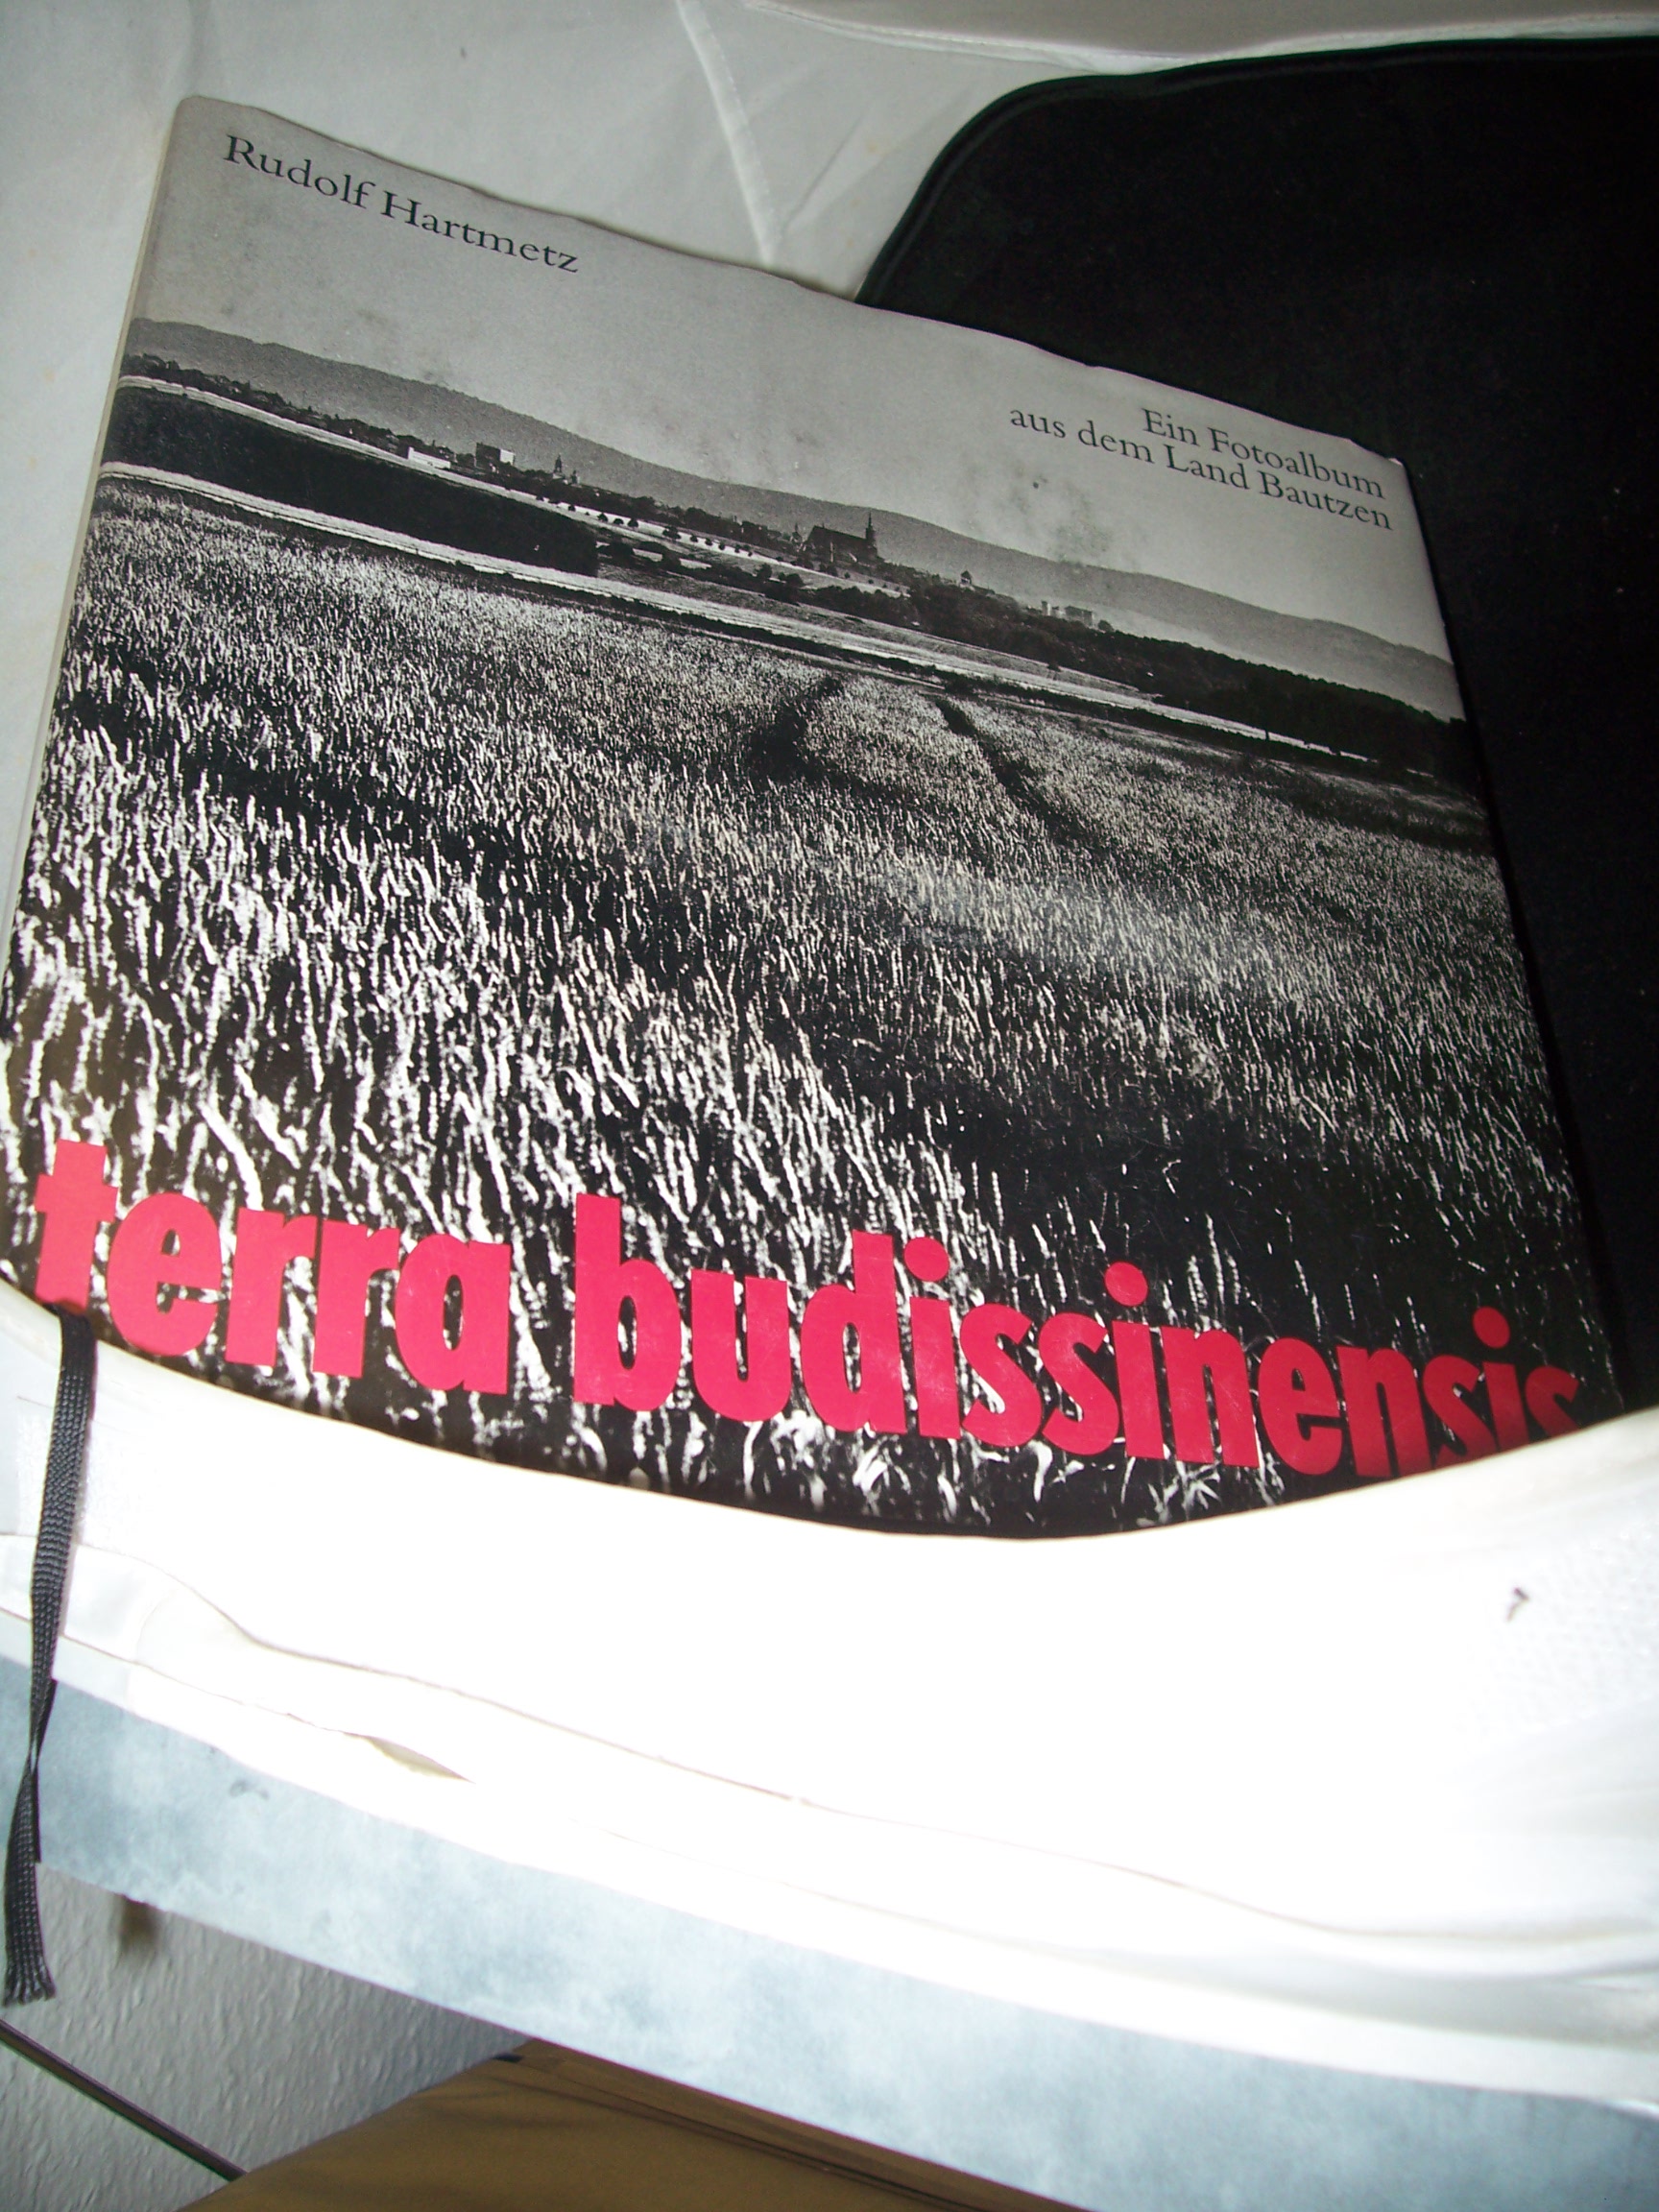 Rudolf Hartmetz
Ein Fotoalbum
aus dem Land Bautzen
terra budissinensis